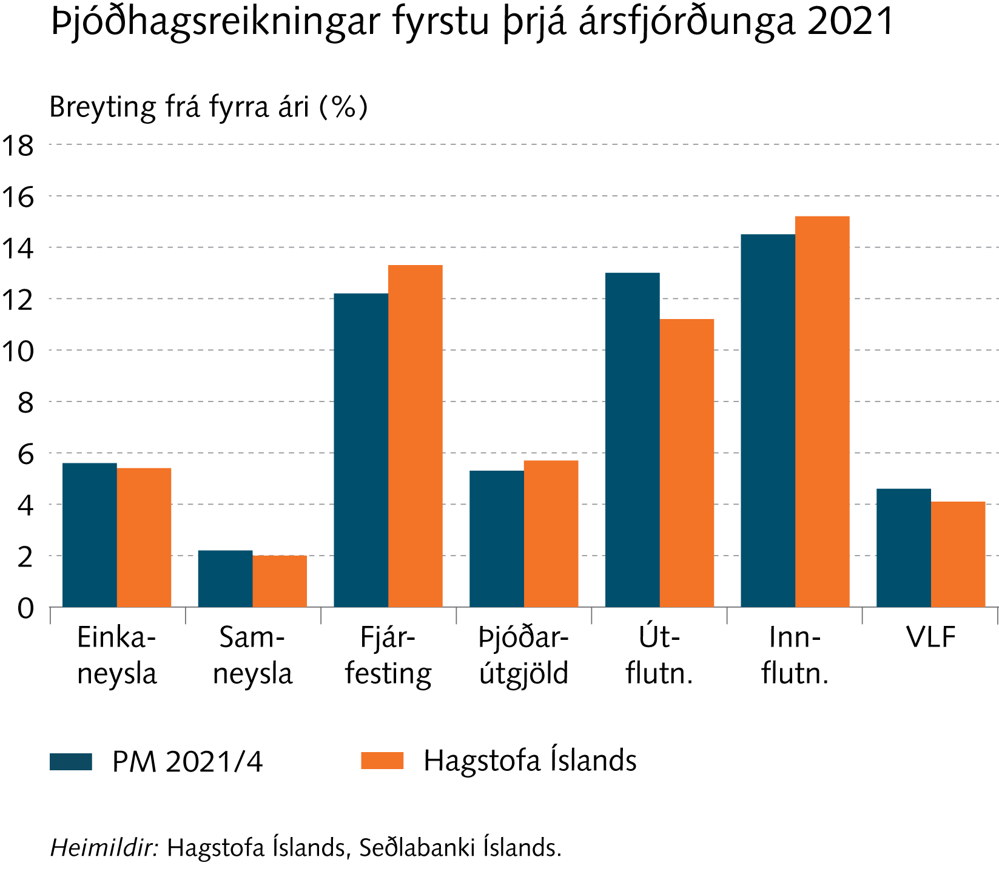 Þjóðhagsreikningar fyrstu þrjá ársfjórðunga 2021
Breyting frá fyrra ári (%)
18
16
14
12
10
8
6
4
2
0
Einka-
neysla
Sam-
neysla
Fjár-
festing
Þjóðar-
útgjöld
Út-
flutn.
Inn-
flutn.
VLF
PM 2021/4
Hagstofa Íslands
Heimildir: Hagstofa Íslands, Seðlabanki Íslands.